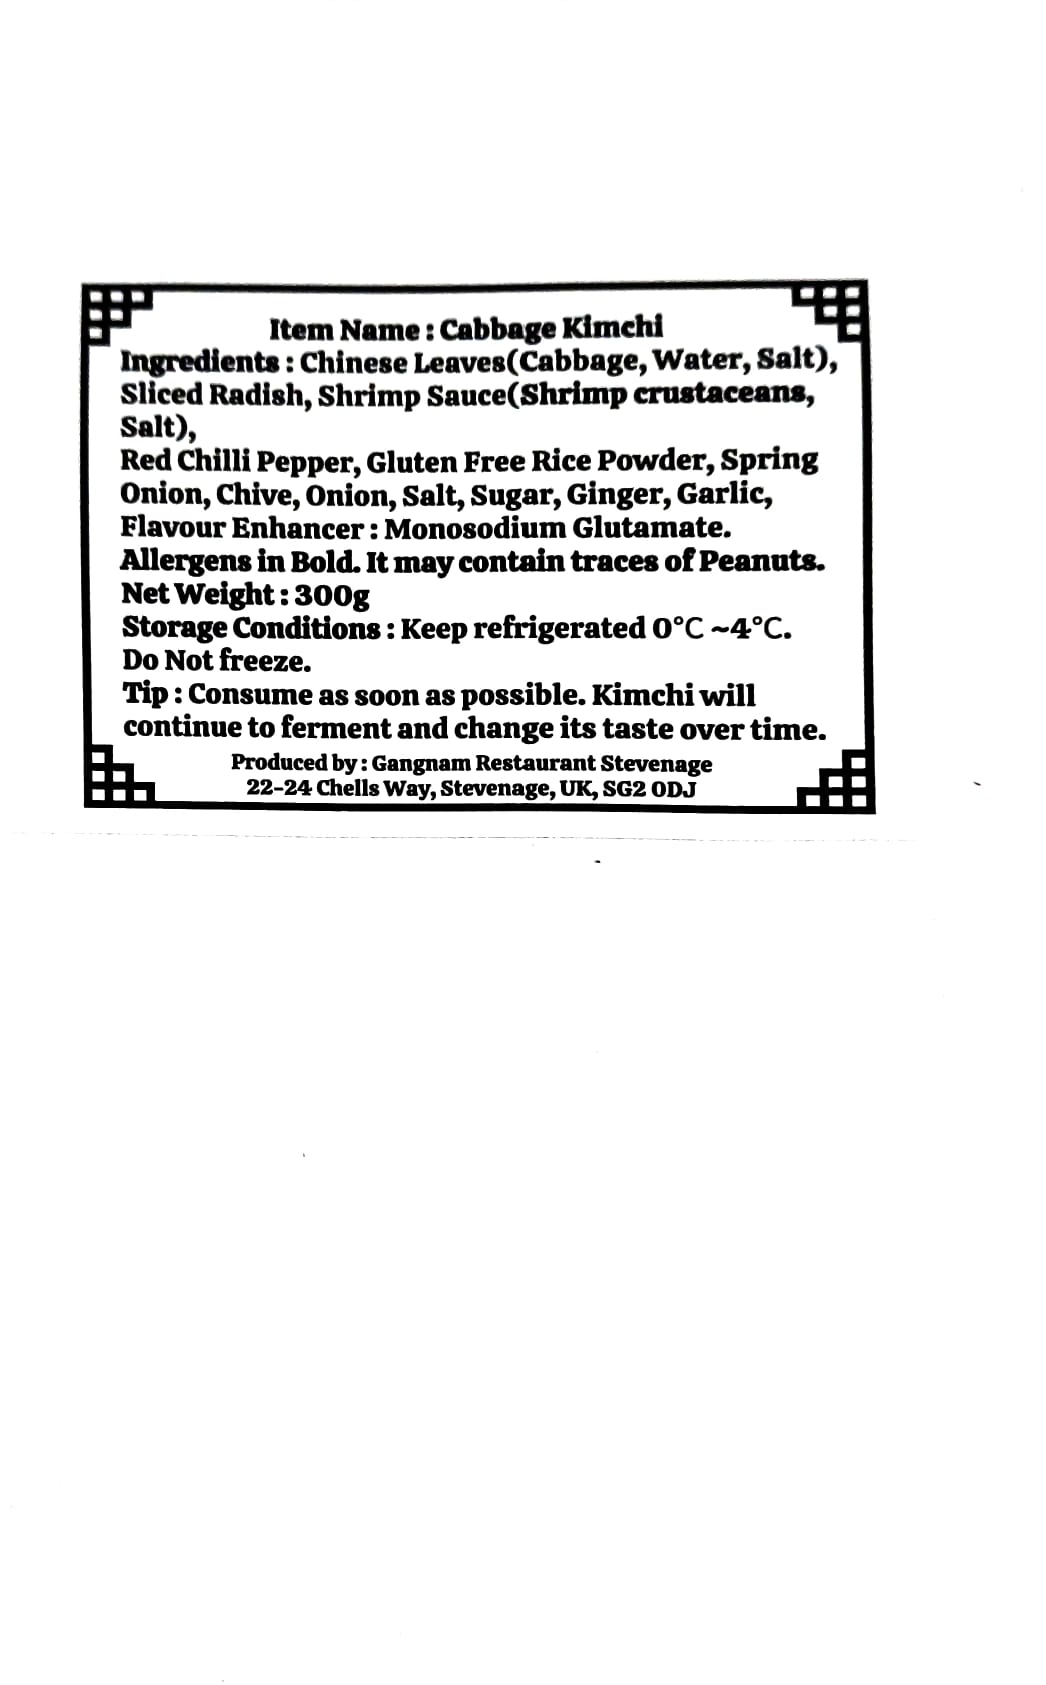 Item Name : Cabbage Kimchi
Ingredients : Chinese Leaves(Cabbage, Water, Salt),
Sliced Radish, Shrimp Sauce(Shrimp crustaceans,
Salt),
Red Chilli Pepper, Gluten Free Rice Powder, Spring
Onion, Chive, Onion, Salt, Sugar, Ginger, Garlic,
Flavour Enhancer : Monosodium Glutamate.
Allergens in Bold. It may contain traces of Peanuts.
Net Weight : 300g
Storage Conditions : Keep refrigerated 0°C ~4°C.
Do Not freeze.
Tip : Consume as soon as possible. Kimchi will
continue to ferment and change its taste over time.
Produced by : Gangnam Restaurant Stevenage
22-24 Chells Way, Stevenage, UK, SG2 0DJ